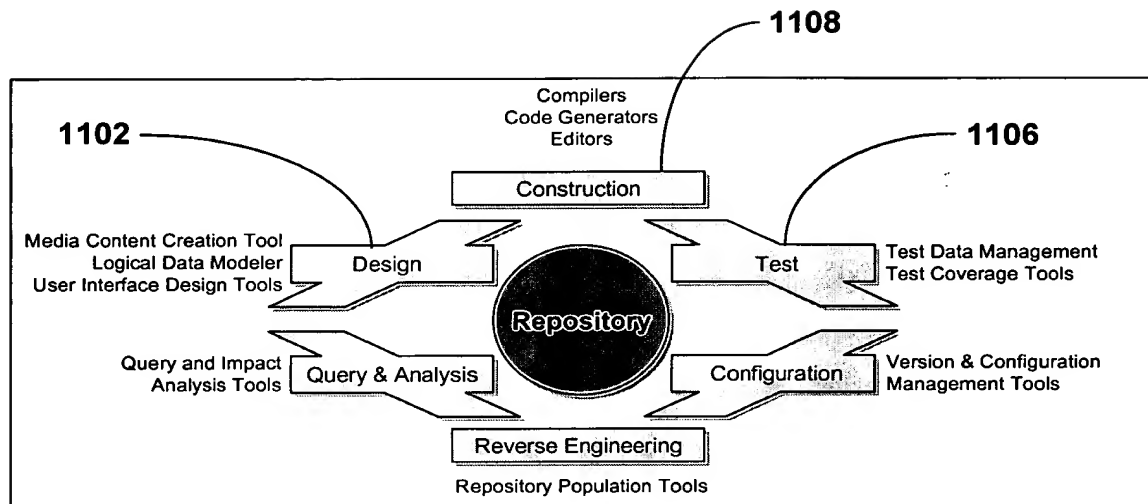 1108
Compilers
Code Generators
Editors
1102
1106
Construction
Media Content Creation Tool
Logical Data Modeler
User Interface Design Tools
Design
Test
Test Data Management
Test Coverage Tools
Repository
Query and Impact
Analysis Tools
Query & Analysis
Configuration
Version & Configuration
Management Tools
Reverse Engineering
Repository Population Tools